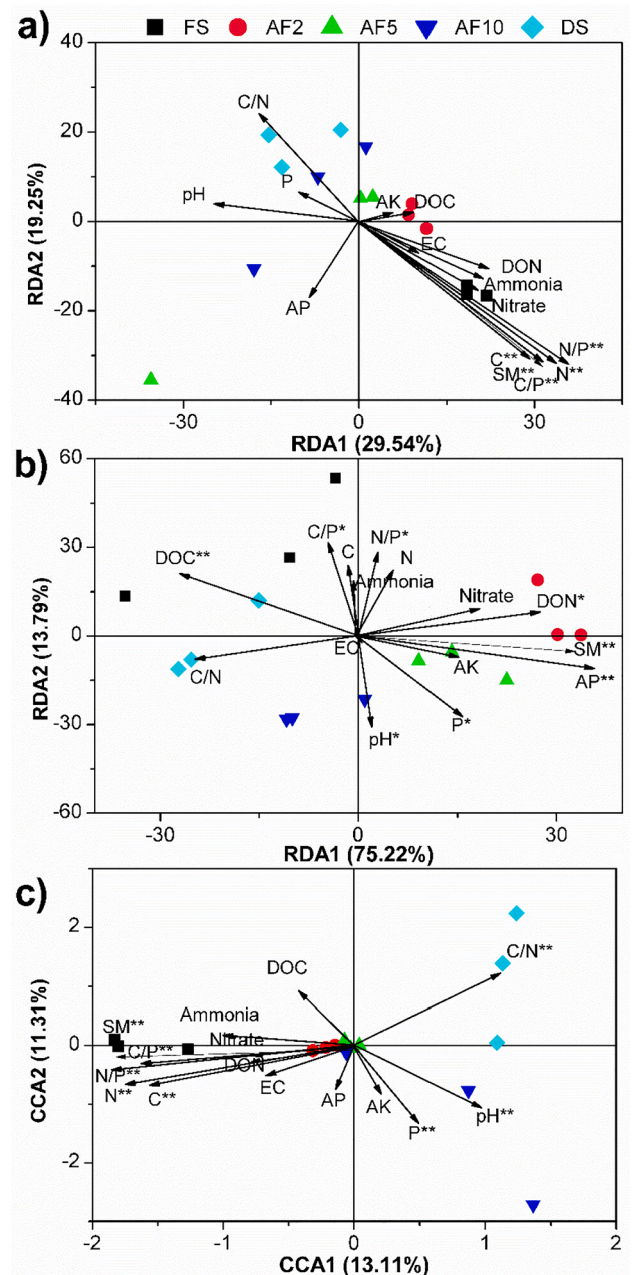 a) FS AF2 AF5 AF10 DS
40
C/N
20
P
pH
AK DOC
0
EC
DON
Ammonia
AP
Nitrate
-20
N/P**
C**
SM** N**
C/P**
-40
-30 0 30
RDA1 (29.54%)
RDA2 (19.25%)
b)
60
C/P* N/P*
DOC** C N
30
Ammonia
Nitrate
DON*
0
EC
SM**
C/N AK
AP**
-30
P*
pH*
-60
-30 0 30
RDA1 (75.22%)
RDA2 (13.79%)
c)
2
C/N**
DOC
Ammonia
SM**
Nitrate
0
C/P**
DON
N/P**
EC
N** C** AP AK
pH**
P**
-2
-2 -1 0 1 2
CCA1 (13.11%)
CCA2 (11.31%)